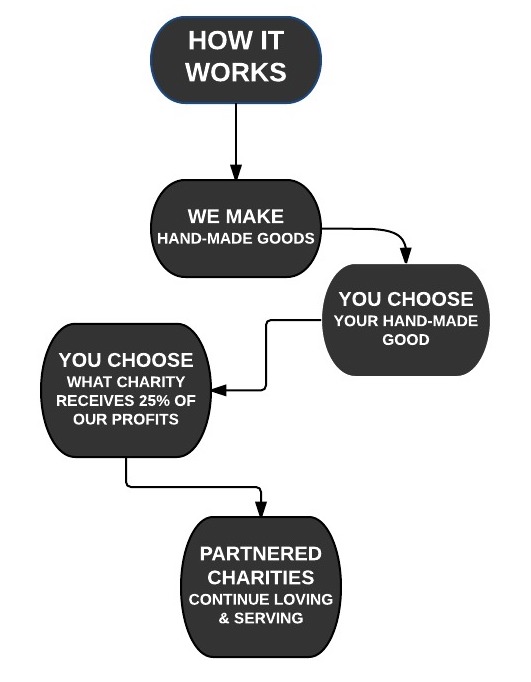 HOW IT
WORKS
WE MAKE
HAND-MADE GOODS
YOU CHOOSE
YOUR HAND-MADE
GOOD
YOU CHOOSE
WHAT CHARITY
RECEIVES 25% OF
OUR PROFITS
PARTNERED
CHARITIES
CONTINUE LOVING
& SERVING